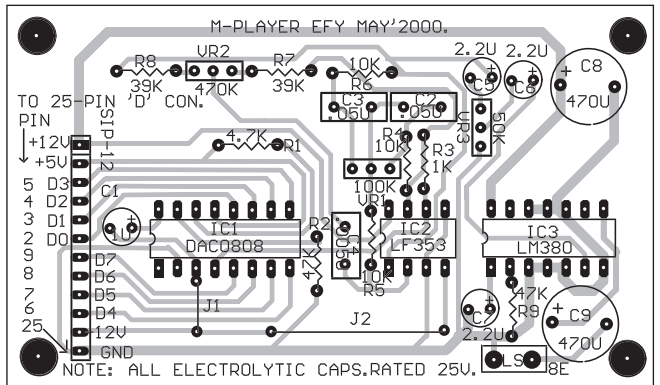 M-PLAYER EFY MAY'2000.
R8
39K
VR2
470K
R7
39K
10K
R6
2.2U
C5
2.2U
C6
C8
470U
TO 25-PIN 'D' CON.
PIN
SIP-12
C3
.05U
C2
.05U
VR3
50K
+12V
+5V
5 D3
4 D2
3 D1
2 D0
9 D7
8 D6
7 D5
6 D4
25 -12V
GND
4.7K
R1
R4
10K
R3
1K
100K
VR1
C1
1U
IC1
DAC0808
R2
4.7K
C4
.05U
10K
R5
IC2
LF353
IC3
LM380
J1
J2
C7
2.2U
47K
R9
C9
470U
LS
8E
NOTE: ALL ELECTROLYTIC CAPS.RATED 25V.